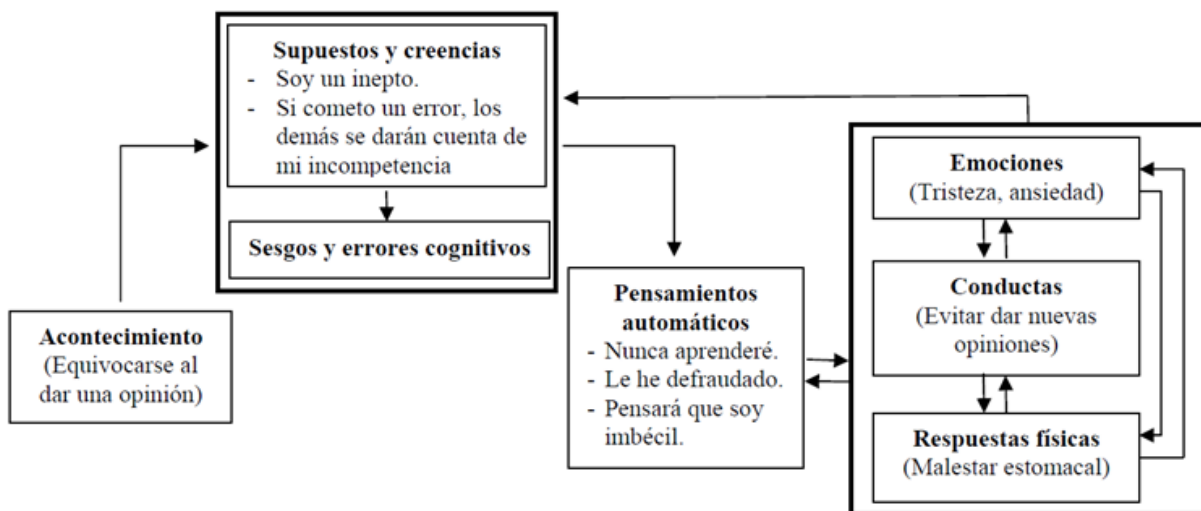 Supuestos y creencias
- Soy un inepto.
- Si cometo un error, los
demás se darán cuenta de
mi incompetencia
Sesgos y errores cognitivos
Acontecimiento
(Equivocarse al
dar una opinión)
Pensamientos
automáticos
- Nunca aprenderé.
- Le he defraudado.
- Pensará que soy
imbécil.
Emociones
(Tristeza, ansiedad)
Conductas
(Evitar dar nuevas
opiniones)
Respuestas físicas
(Malestar estomacal)